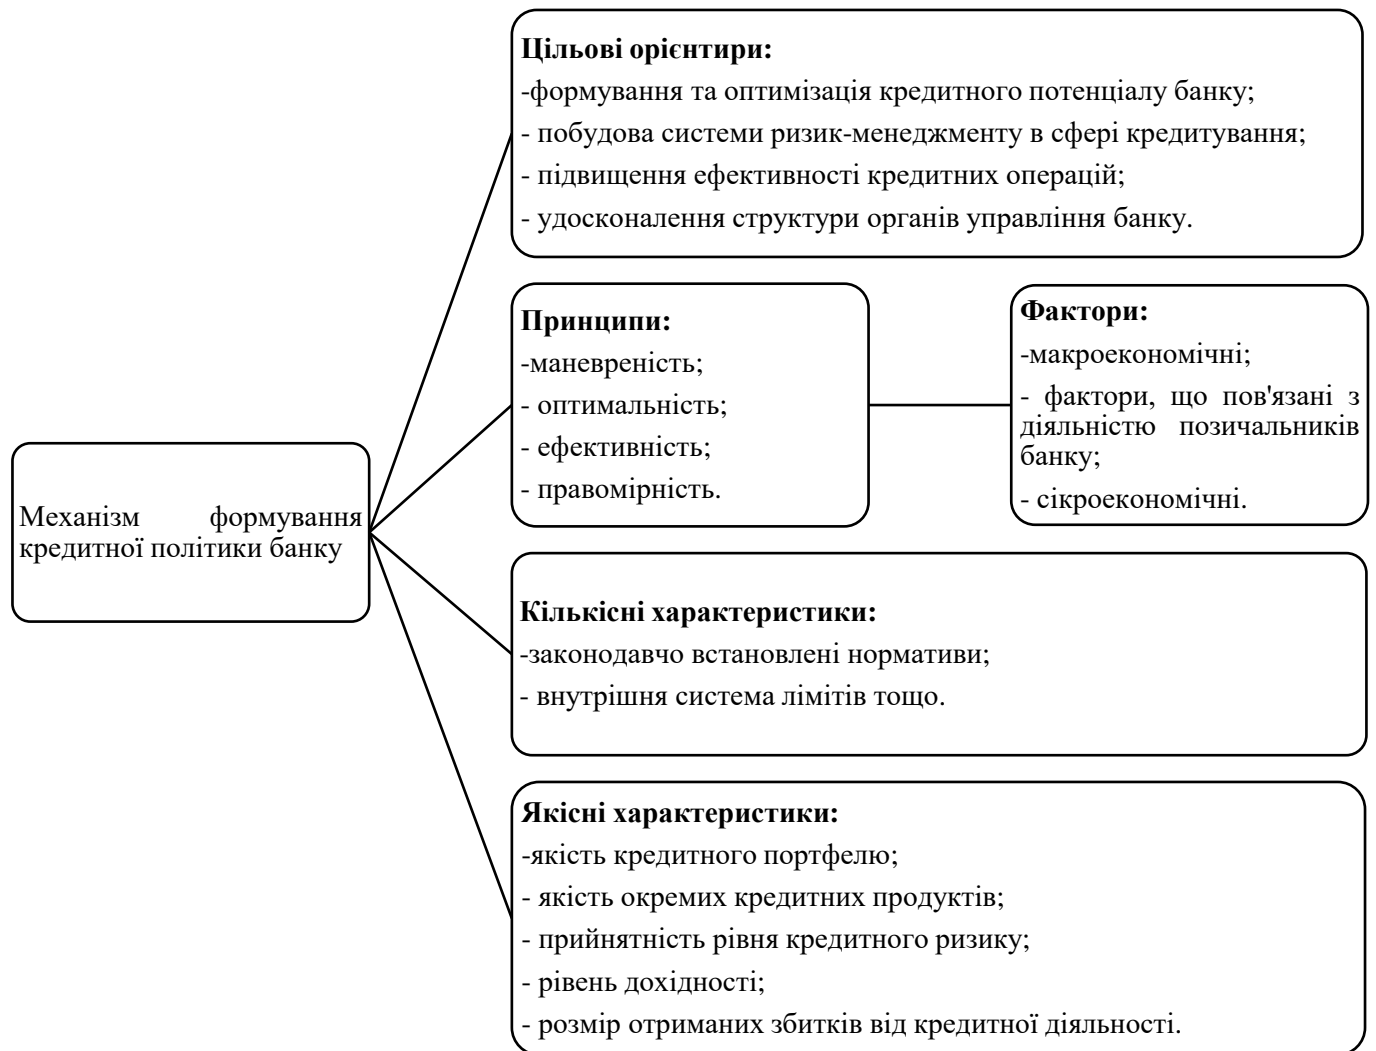 Цільові орієнтири:
-формування та оптимізація кредитного потенціалу банку;
- побудова системи ризик-менеджменту в сфері кредитування;
- підвищення ефективності кредитних операцій;
- удосконалення структури органів управління банку.
Принципи:
-маневреність;
- оптимальність;
- ефективність;
- правомірність.
Фактори:
-макроекономічні;
- фактори, що пов'язані з
діяльністю позичальників
банку;
- сікроекономічні.
Механізм формування
кредитної політики банку
Кількісні характеристики:
-законодавчо встановлені нормативи;
- внутрішня система лімітів тощо.
Якісні характеристики:
-якість кредитного портфелю;
- якість окремих кредитних продуктів;
- прийнятність рівня кредитного ризику;
- рівень дохідності;
- розмір отриманих збитків від кредитної діяльності.